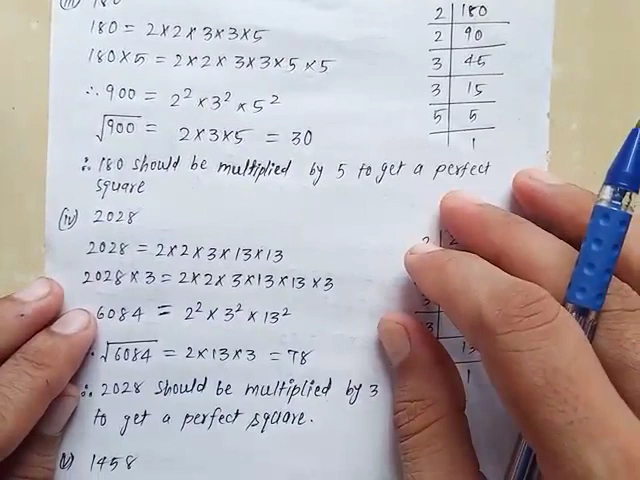 (iii) 180
180 = 2×2×3×3×5
180×5 = 2×2×3×3×5×5
∴ 900 = 2² × 3² × 5²
√900 = 2×3×5 = 30
∴ 180 should be multiplied by 5 to get a perfect
square
2 | 180
2 | 90
3 | 45
3 | 15
5 | 5
1
(iv) 2028
2028 = 2×2×3×13×13
2028×3 = 2×2×3×13×13×3
6084 = 2² × 3² × 13²
√6084 = 2×13×3 = 78
∴ 2028 should be multiplied by 3
to get a perfect square.
1
(v) 1458